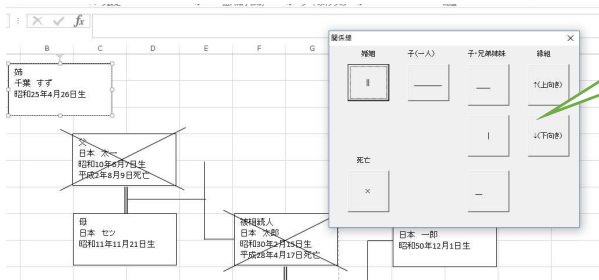 fx
B
C
D
E
F
G
関係線
婚姻
子(一人)
子・兄弟姉妹
縁組
↑(上向き)
↓(下向き)
死亡
×
姉
千葉 すず
昭和25年4月26日生
父
日本 太一
昭和10年6月7日生
平成2年8月9日死亡
母
日本 セツ
昭和11年11月21日生
被相続人
日本 太郎
昭和30年2月15日生
平成28年4月17日死亡
日本 一郎
昭和50年12月1日生